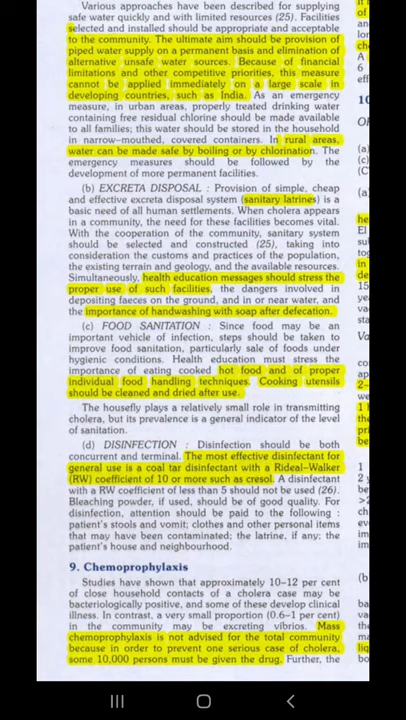 Various approaches have been described for supplying
safe water quickly and with limited resources (25). Facilities
selected and installed should be appropriate and acceptable
to the community. The ultimate aim should be provision of
piped water supply on a permanent basis and elimination of
alternative unsafe water sources. Because of financial
limitations and other competitive priorities, this measure
cannot be applied immediately on a large scale in
developing countries, such as India. As an emergency
measure, in urban areas, properly treated drinking water
containing free residual chlorine should be made available
to all families; this water should be stored in the household
in narrow-mouthed, covered containers. In rural areas,
water can be made safe by boiling or by chlorination. The
emergency measures should be followed by the
development of more permanent facilities.
(b) EXCRETA DISPOSAL : Provision of simple, cheap
and effective excreta disposal system (sanitary latrines) is a
basic need of all human settlements. When cholera appears
in a community, the need for these facilities becomes vital.
With the cooperation of the community, sanitary system
should be selected and constructed (25), taking into
consideration the customs and practices of the population,
the existing terrain and geology, and the available resources.
Simultaneously, health education messages should stress the
proper use of such facilities, the dangers involved in
depositing faeces on the ground, and in or near water, and
the importance of handwashing with soap after defecation.
(c) FOOD SANITATION : Since food may be an
important vehicle of infection, steps should be taken to
improve food sanitation, particularly sale of foods under
hygienic conditions. Health education must stress the
importance of eating cooked hot food and of proper
individual food handling techniques. Cooking utensils
should be cleaned and dried after use.
The housefly plays a relatively small role in transmitting
cholera, but its prevalence is a general indicator of the level
of sanitation.
(d) DISINFECTION : Disinfection should be both
concurrent and terminal. The most effective disinfectant for
general use is a coal tar disinfectant with a Rideal-Walker
(RW) coefficient of 10 or more such as cresol. A disinfectant
with a RW coefficient of less than 5 should not be used (26).
Bleaching powder, if used, should be of good quality. For
disinfection, attention should be paid to the following :
patient's stools and vomit; clothes and other personal items
that may have been contaminated; the latrine, if any; the
patient's house and neighbourhood.
9. Chemoprophylaxis
Studies have shown that approximately 10-12 per cent
of close household contacts of a cholera case may be
bacteriologically positive, and some of these develop clinical
illness. In contrast, a very small proportion (0.6-1 per cent)
in the community may be excreting vibrios. Mass
chemoprophylaxis is not advised for the total community
because in order to prevent one serious case of cholera,
some 10,000 persons must be given the drug. Further, the